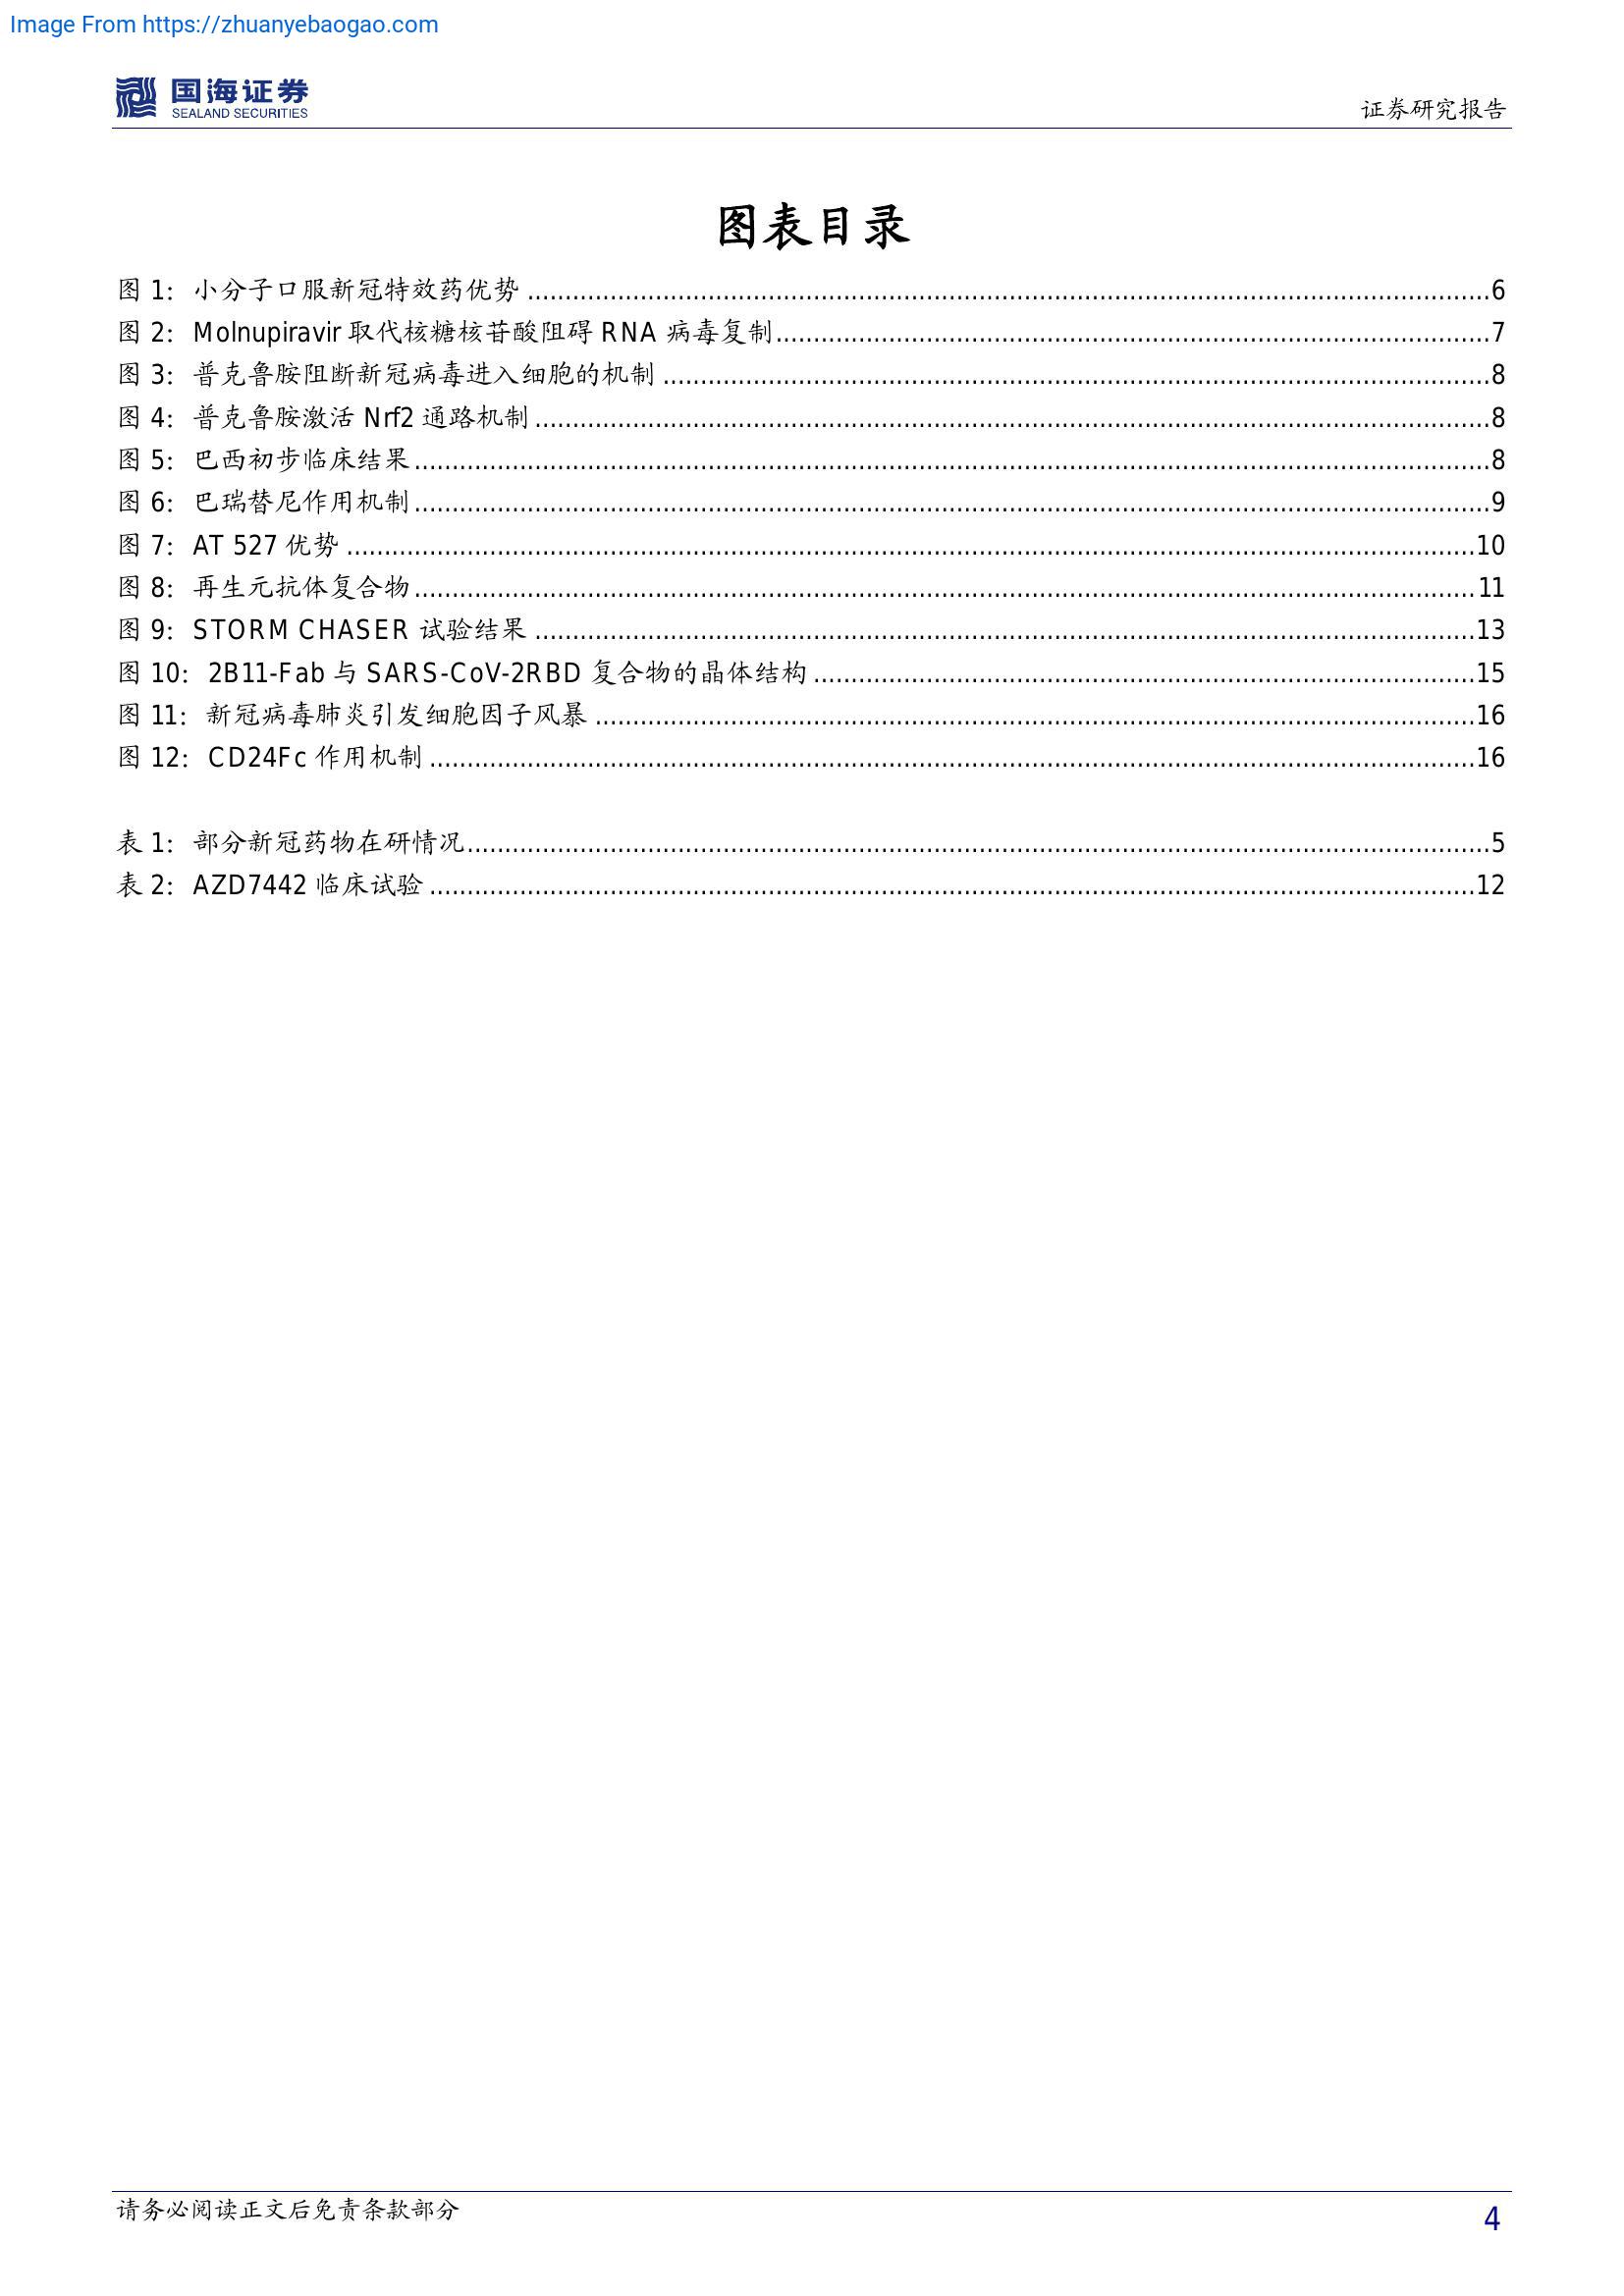 Image From https://zhuanyebaogao.com
国海证券
SEALAND SECURITIES
证券研究报告
图表目录
图 1：小分子口服新冠特效药优势 ........................................ 6
图 2：Molnupiravir 取代核糖核苷酸阻碍 RNA 病毒复制 ........................................ 7
图 3：普克鲁胺阻断新冠病毒进入细胞的机制 ........................................ 8
图 4：普克鲁胺激活 Nrf2 通路机制 ........................................ 8
图 5：巴西初步临床结果 ........................................ 8
图 6：巴瑞替尼作用机制 ........................................ 9
图 7：AT 527 优势 ........................................ 10
图 8：再生元抗体复合物 ........................................ 11
图 9：STORM CHASER 试验结果 ........................................ 13
图 10：2B11-Fab 与 SARS-CoV-2RBD 复合物的晶体结构 ........................................ 15
图 11：新冠病毒肺炎引发细胞因子风暴 ........................................ 16
图 12：CD24Fc 作用机制 ........................................ 16
表 1：部分新冠药物在研情况 ........................................ 5
表 2：AZD7442 临床试验 ........................................ 12
请务必阅读正文后免责条款部分
4